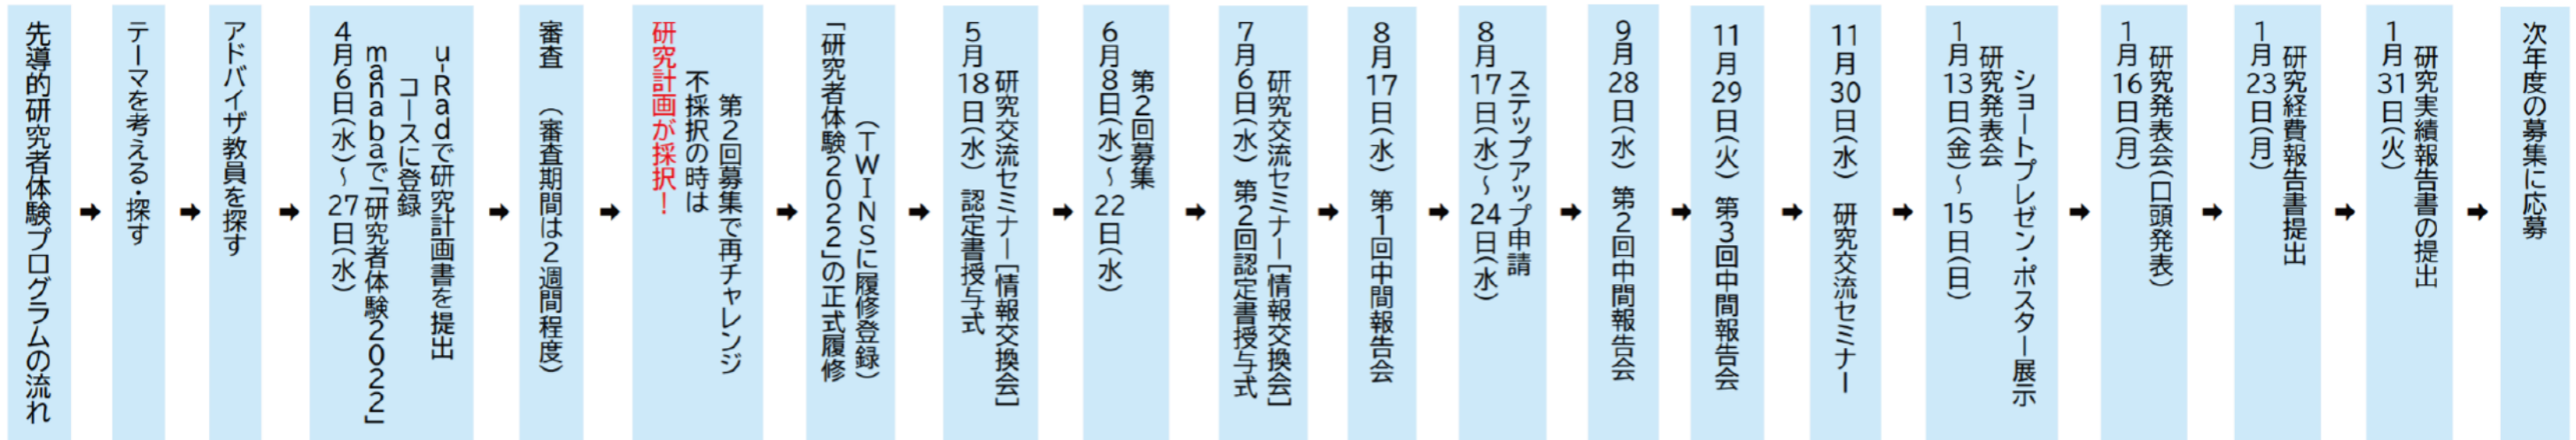 先導的研究者体験プログラムの流れ
➡
テーマを考える・探す
➡
アドバイザ教員を探す
➡
4月6日(水)～27日(水)
manabaで「研究者体験2022」
コースに登録
u-Radで研究計画書を提出
➡
審査 (審査期間は2週間程度)
➡
研究計画が採択！
不採択の時は
第2回募集で再チャレンジ
➡
「研究者体験2022」の正式履修
(TWINSに履修登録)
➡
5月18日(水) 認定書授与式
研究交流セミナー[情報交換会]
➡
6月8日(水)～22日(水)
第2回募集
➡
7月6日(水) 第2回認定書授与式
研究交流セミナー[情報交換会]
➡
8月17日(水) 第1回中間報告会
➡
8月17日(水)～24日(水)
ステップアップ申請
➡
9月28日(水) 第2回中間報告会
➡
11月29日(火) 第3回中間報告会
➡
11月30日(水) 研究交流セミナー
➡
1月13日(金)～15日(日)
研究発表会
ショートプレゼン・ポスター展示
➡
1月16日(月)
研究発表会(口頭発表)
➡
1月23日(月)
研究経費報告書提出
➡
1月31日(火)
研究実績報告書の提出
➡
次年度の募集に応募